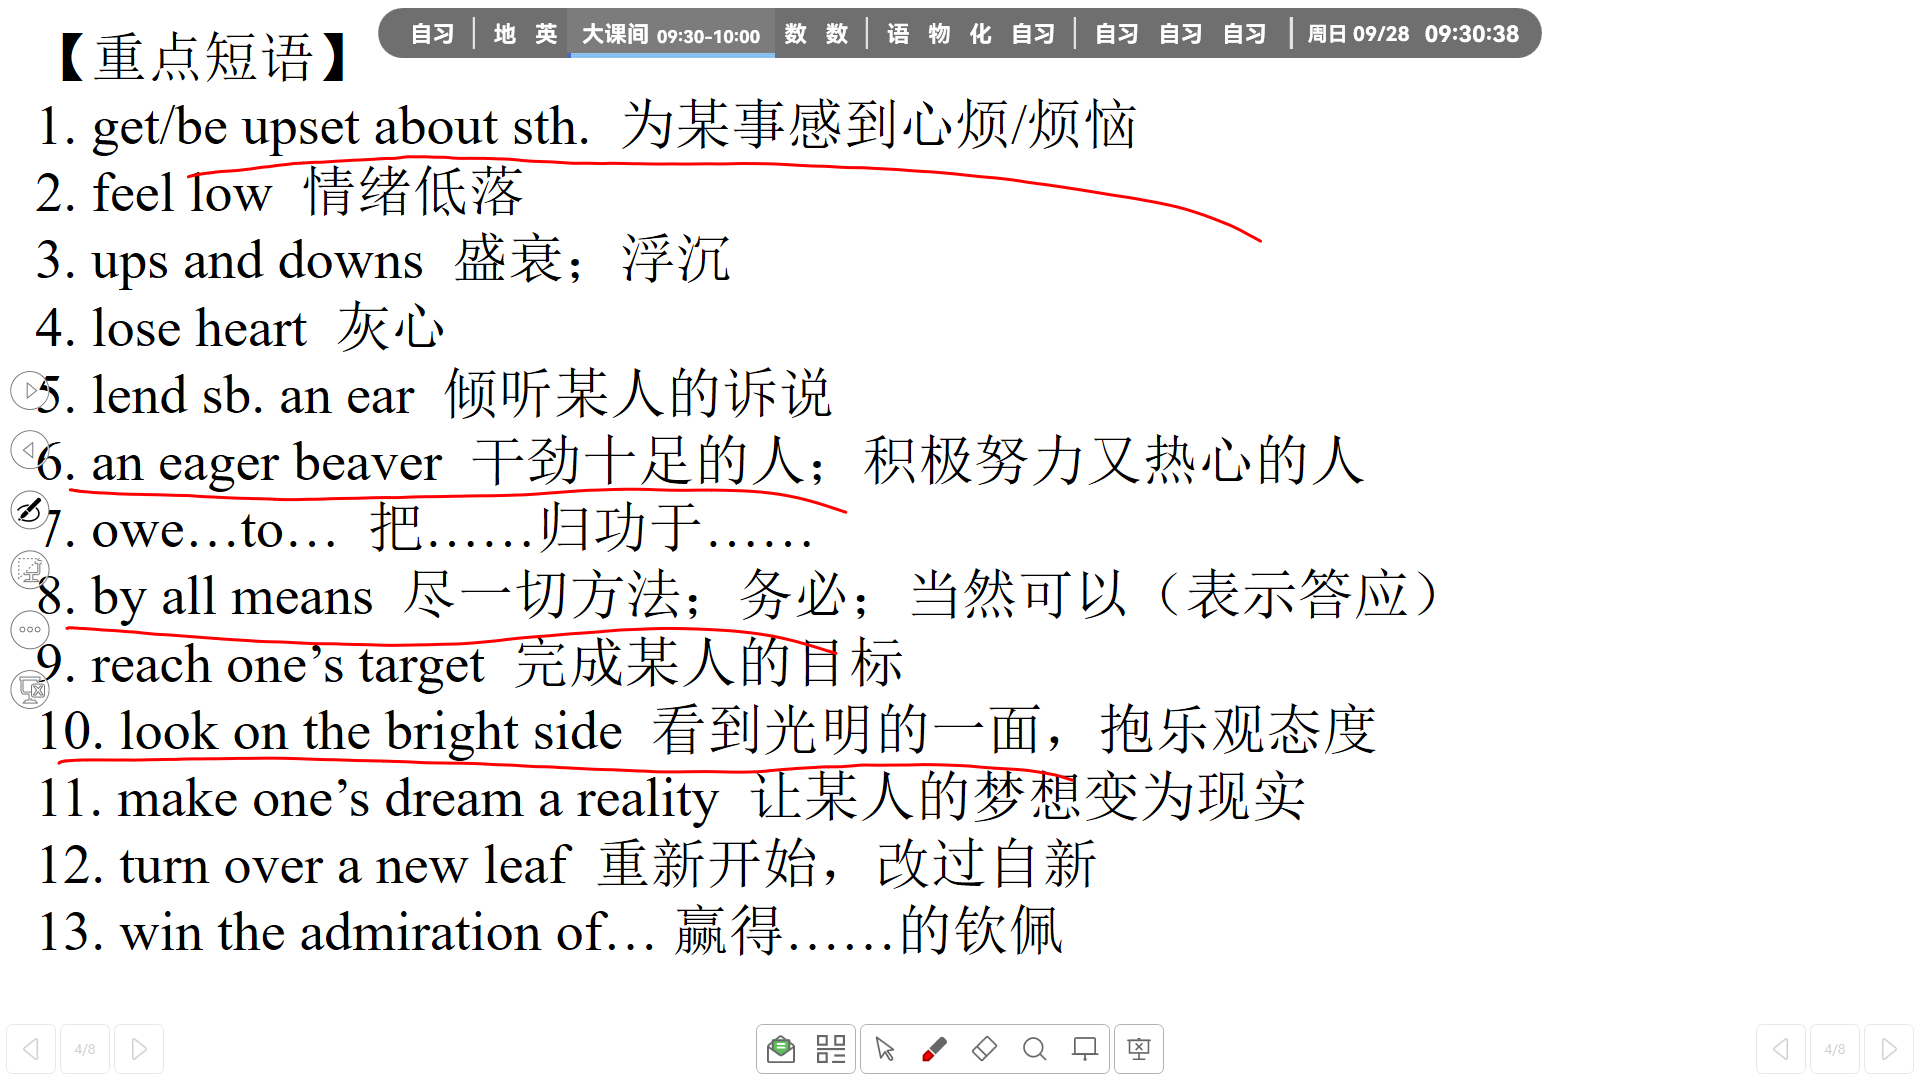 自习 | 地 英 大课间 09:30-10:00 数 数 | 语 物 化 自习 | 自习 自习 自习 | 周日 09/28 09:30:38
【重点短语】
1. get/be upset about sth. 为某事感到心烦/烦恼
2. feel low 情绪低落
3. ups and downs 盛衰；浮沉
4. lose heart 灰心
5. lend sb. an ear 倾听某人的诉说
6. an eager beaver 干劲十足的人；积极努力又热心的人
7. owe…to… 把……归功于……
8. by all means 尽一切方法；务必；当然可以（表示答应）
9. reach one’s target 完成某人的目标
10. look on the bright side 看到光明的一面，抱乐观态度
11. make one’s dream a reality 让某人的梦想变为现实
12. turn over a new leaf 重新开始，改过自新
13. win the admiration of… 赢得……的钦佩
4/8 4/8